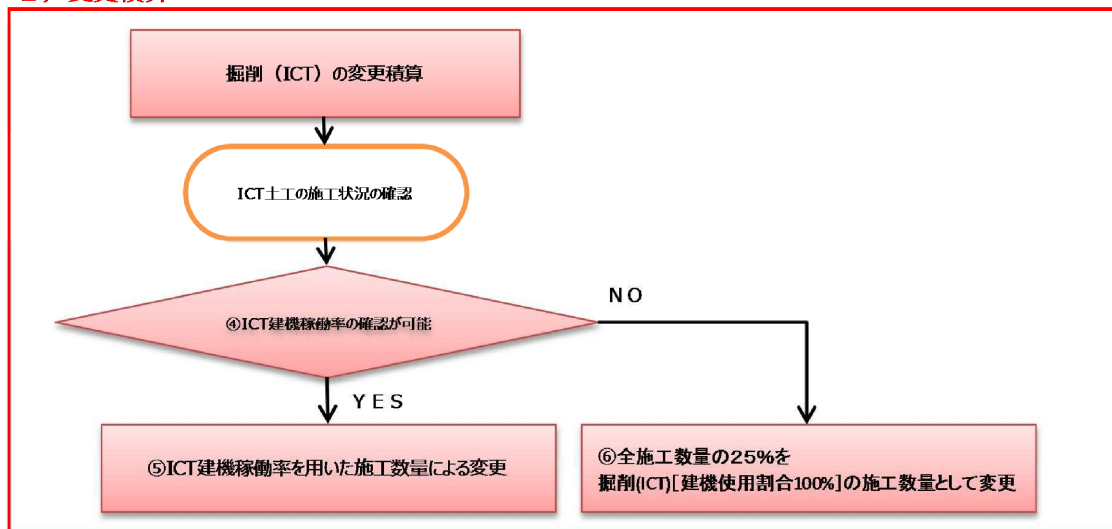 掘削（ICT）の変更積算
ICT土工の施工状況の確認
④ICT建機稼働率の確認が可能
NO
YES
⑤ICT建機稼働率を用いた施工数量による変更
⑥全施工数量の25%を
掘削(ICT)[建機使用割合100%]の施工数量として変更